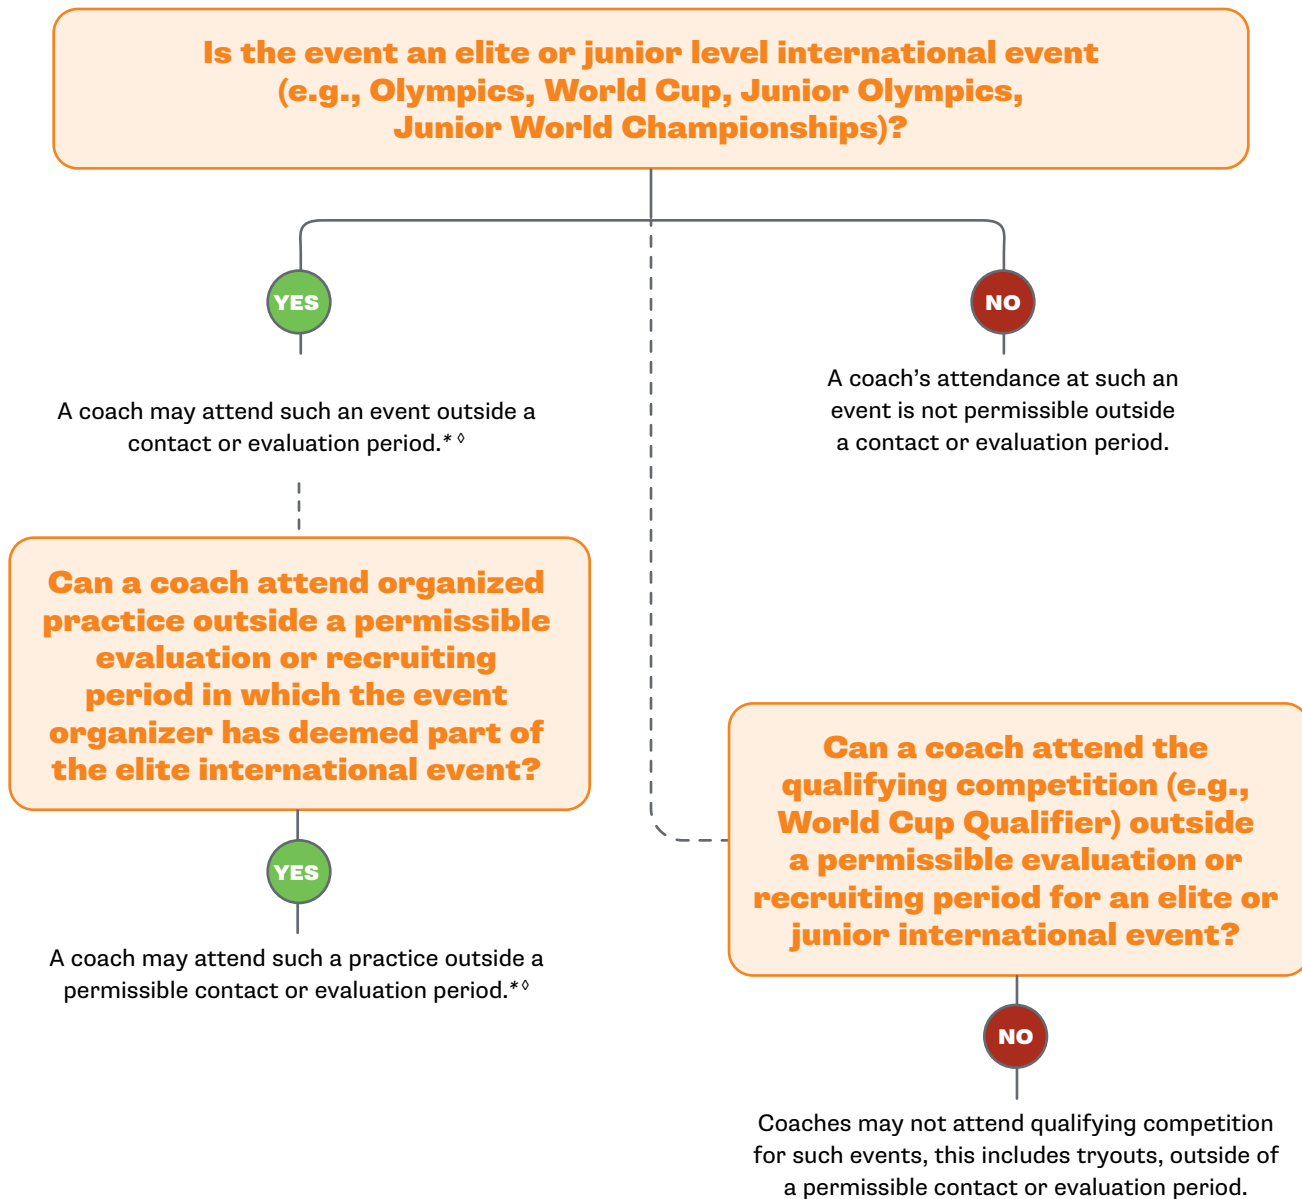 Is the event an elite or junior level international event
(e.g., Olympics, World Cup, Junior Olympics,
Junior World Championships)?
YES
NO
A coach may attend such an event outside a
contact or evaluation period.* ◊
A coach’s attendance at such an
event is not permissible outside
a contact or evaluation period.
Can a coach attend organized
practice outside a permissible
evaluation or recruiting
period in which the event
organizer has deemed part of
the elite international event?
YES
A coach may attend such a practice outside a
permissible contact or evaluation period.* ◊
Can a coach attend the
qualifying competition (e.g.,
World Cup Qualifier) outside
a permissible evaluation or
recruiting period for an elite or
junior international event?
NO
Coaches may not attend qualifying competition
for such events, this includes tryouts, outside of
a permissible contact or evaluation period.